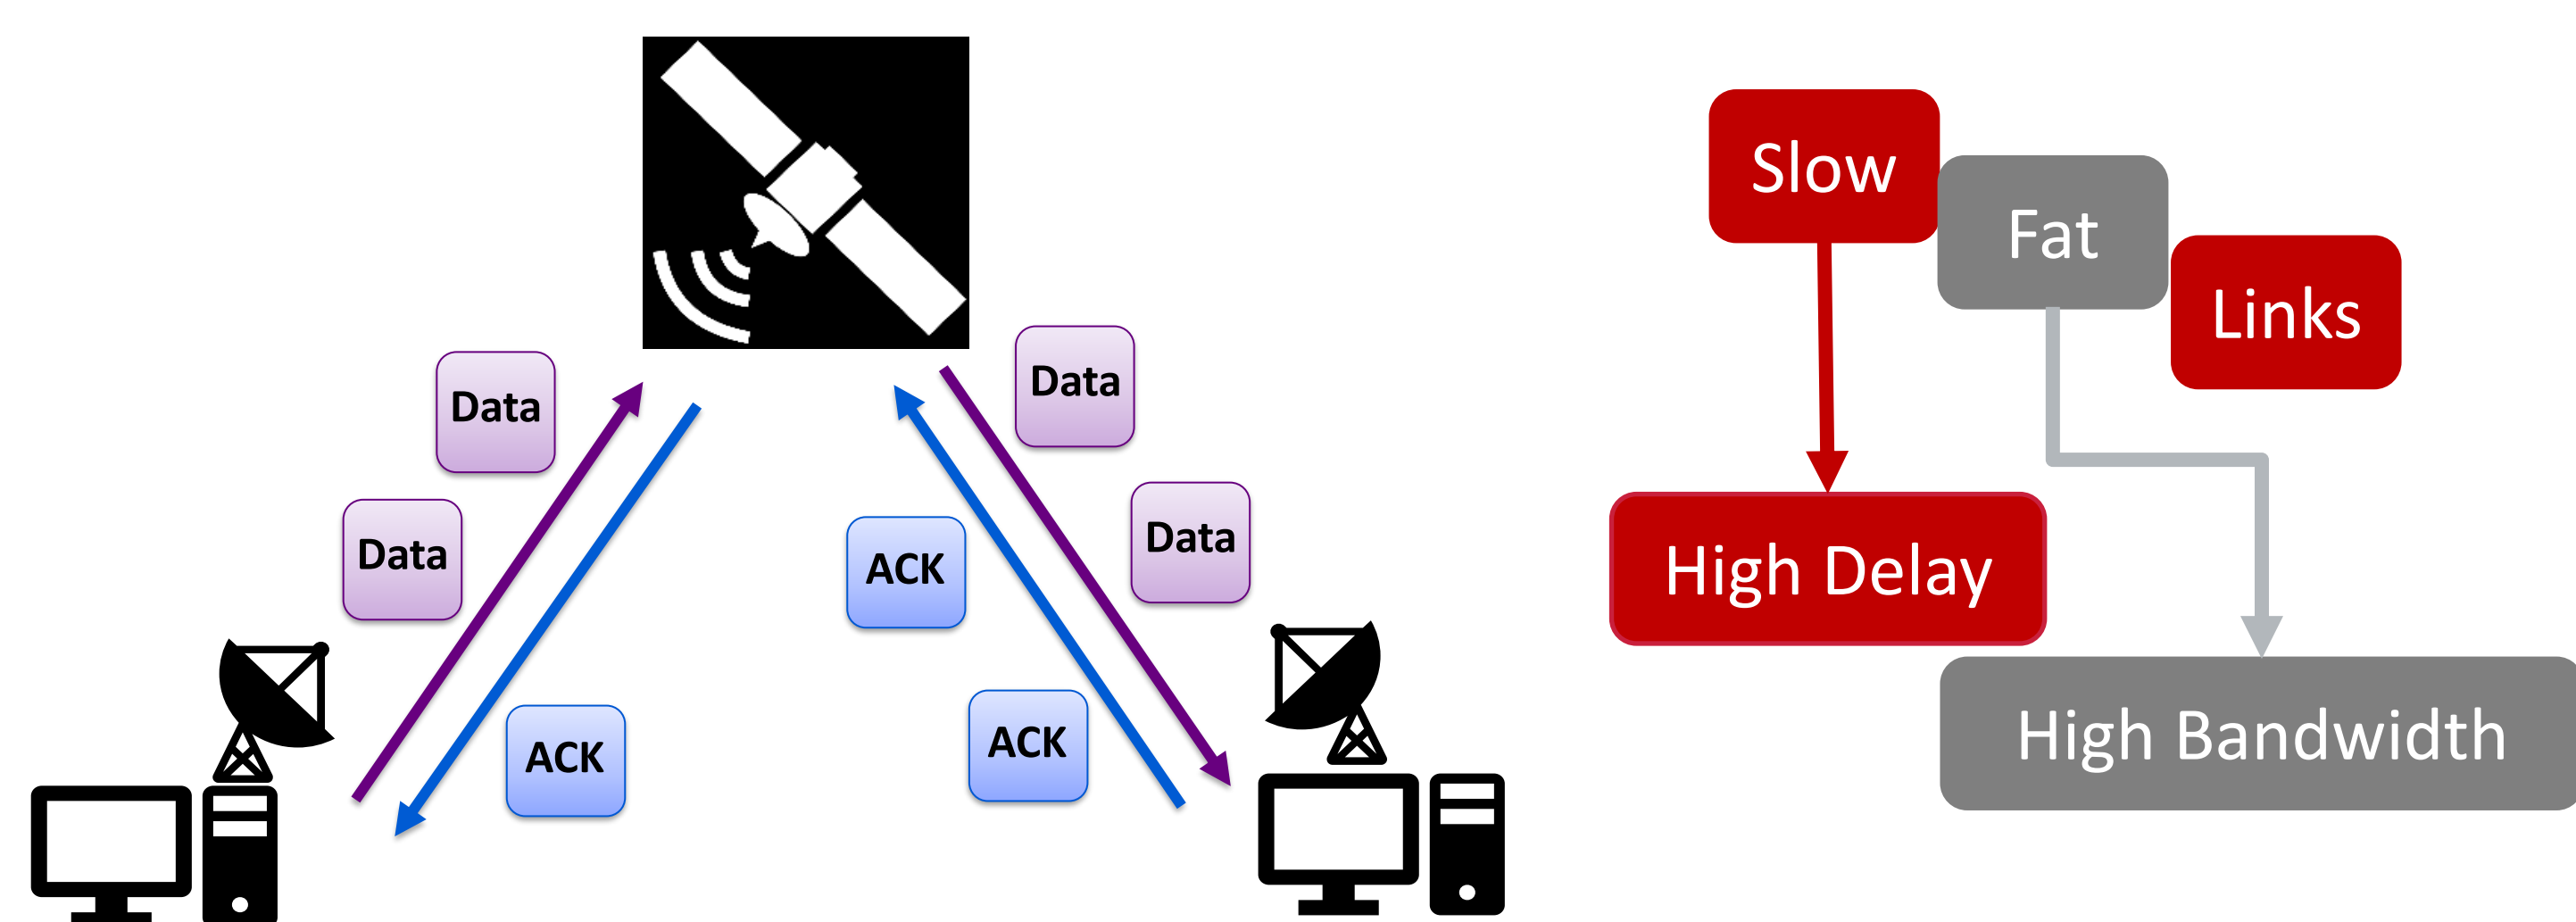 Data
Data
ACK
Data
Data
ACK
ACK
Slow
Fat
Links
High Delay
High Bandwidth